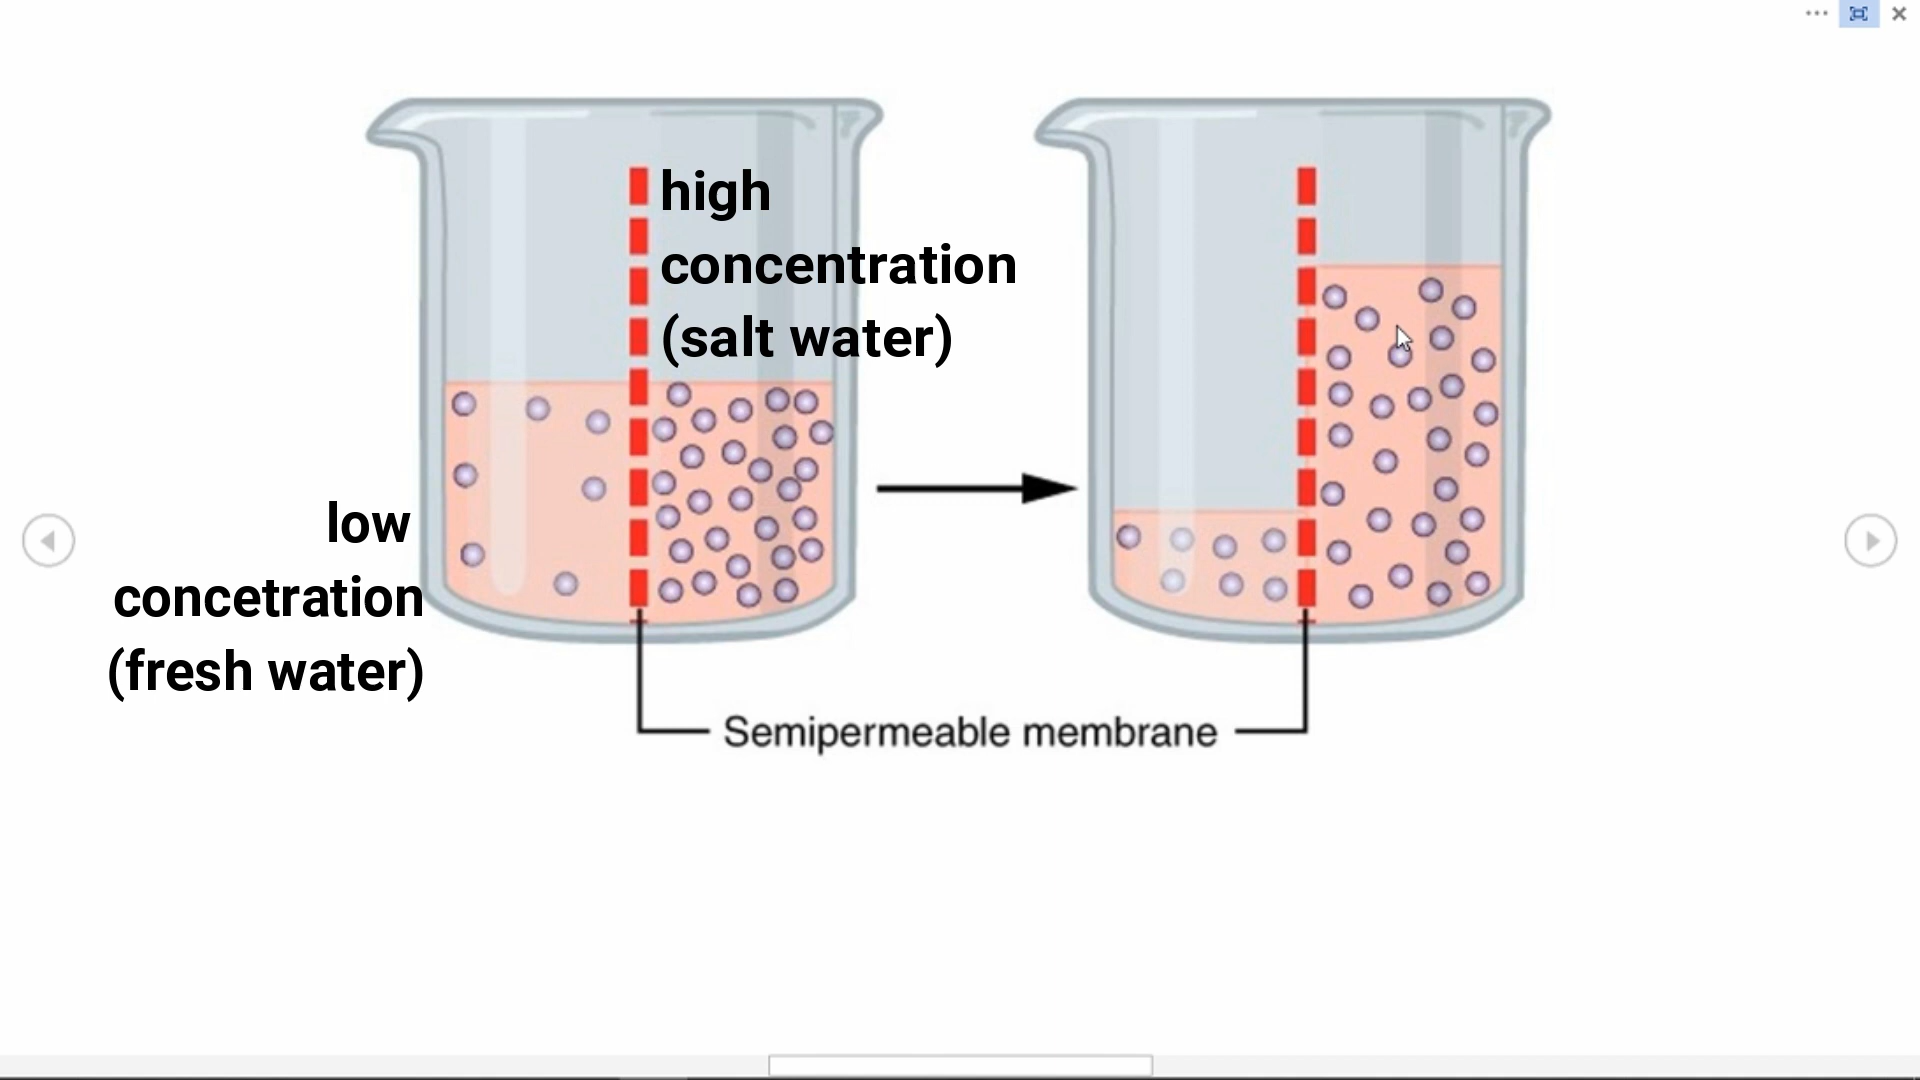 high
concentration
(salt water)
low
concetration
(fresh water)
Semipermeable membrane